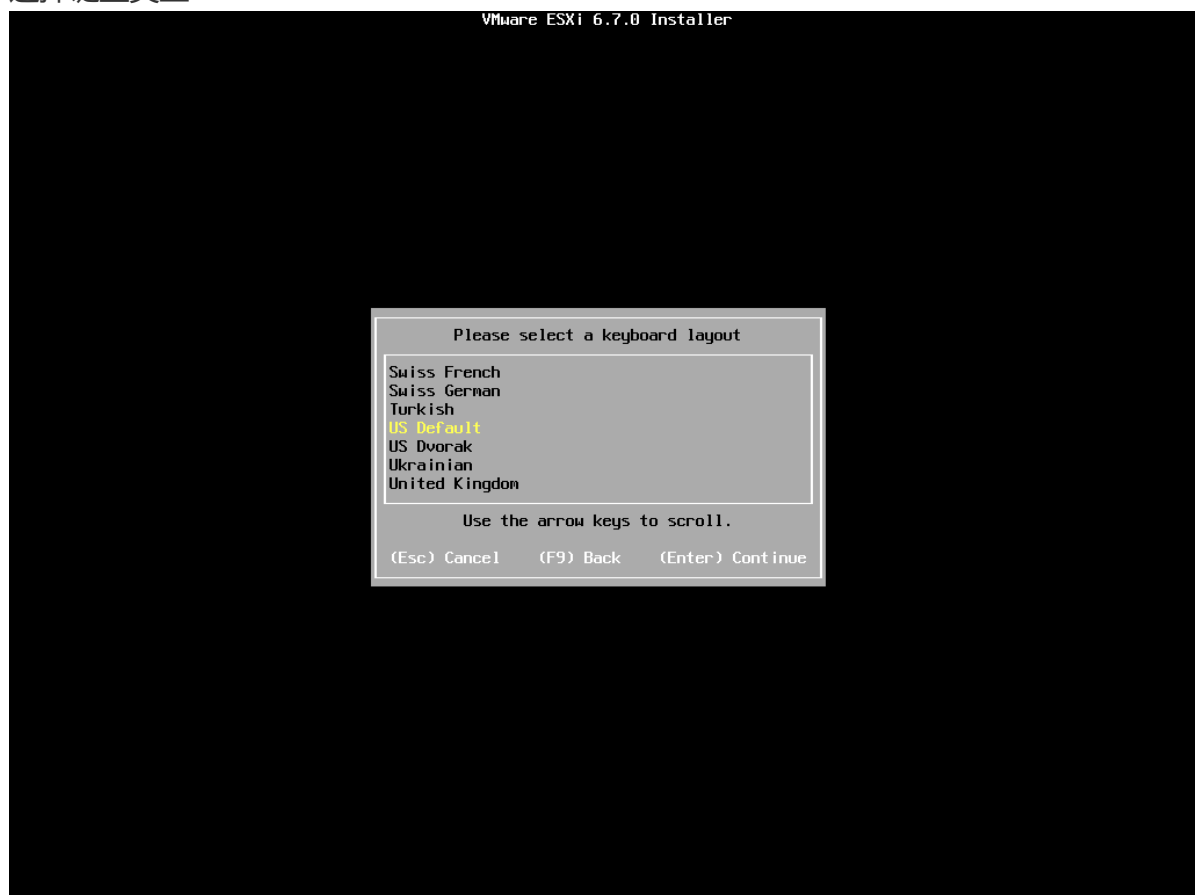 VMware ESXi 6.7.0 Installer
Please select a keyboard layout
Swiss French
Swiss German
Turkish
US Default
US Dvorak
Ukrainian
United Kingdom
Use the arrow keys to scroll.
(Esc) Cancel (F9) Back (Enter) Continue